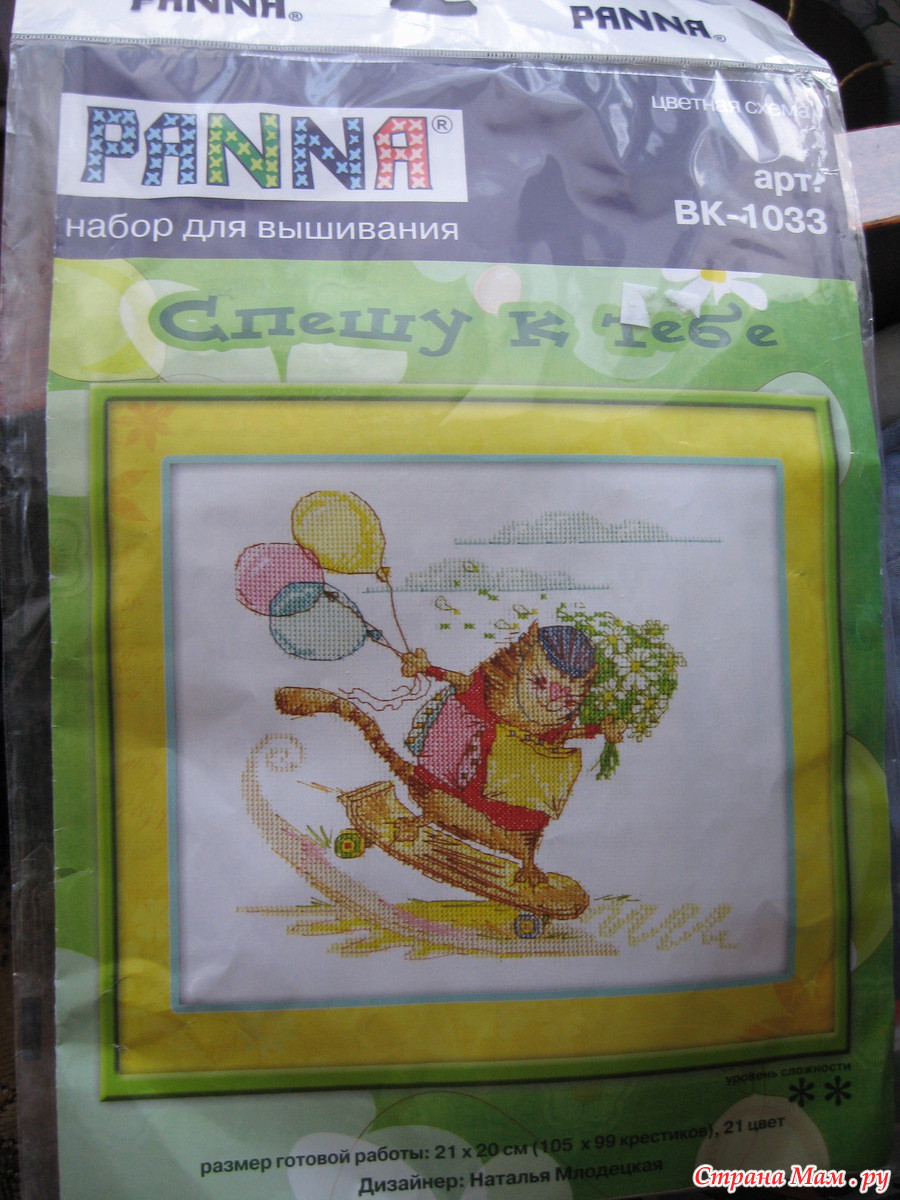 PANNA®
PANNA®
цветная схема
PANNA®
арт.
ВК-1033
набор для вышивания
Спешу к тебе
уровень сложности
**
размер готовой работы: 21 x 20 см (105 x 99 крестиков), 21 цвет
Дизайнер: Наталья Млодецкая
Страна Мам.ру